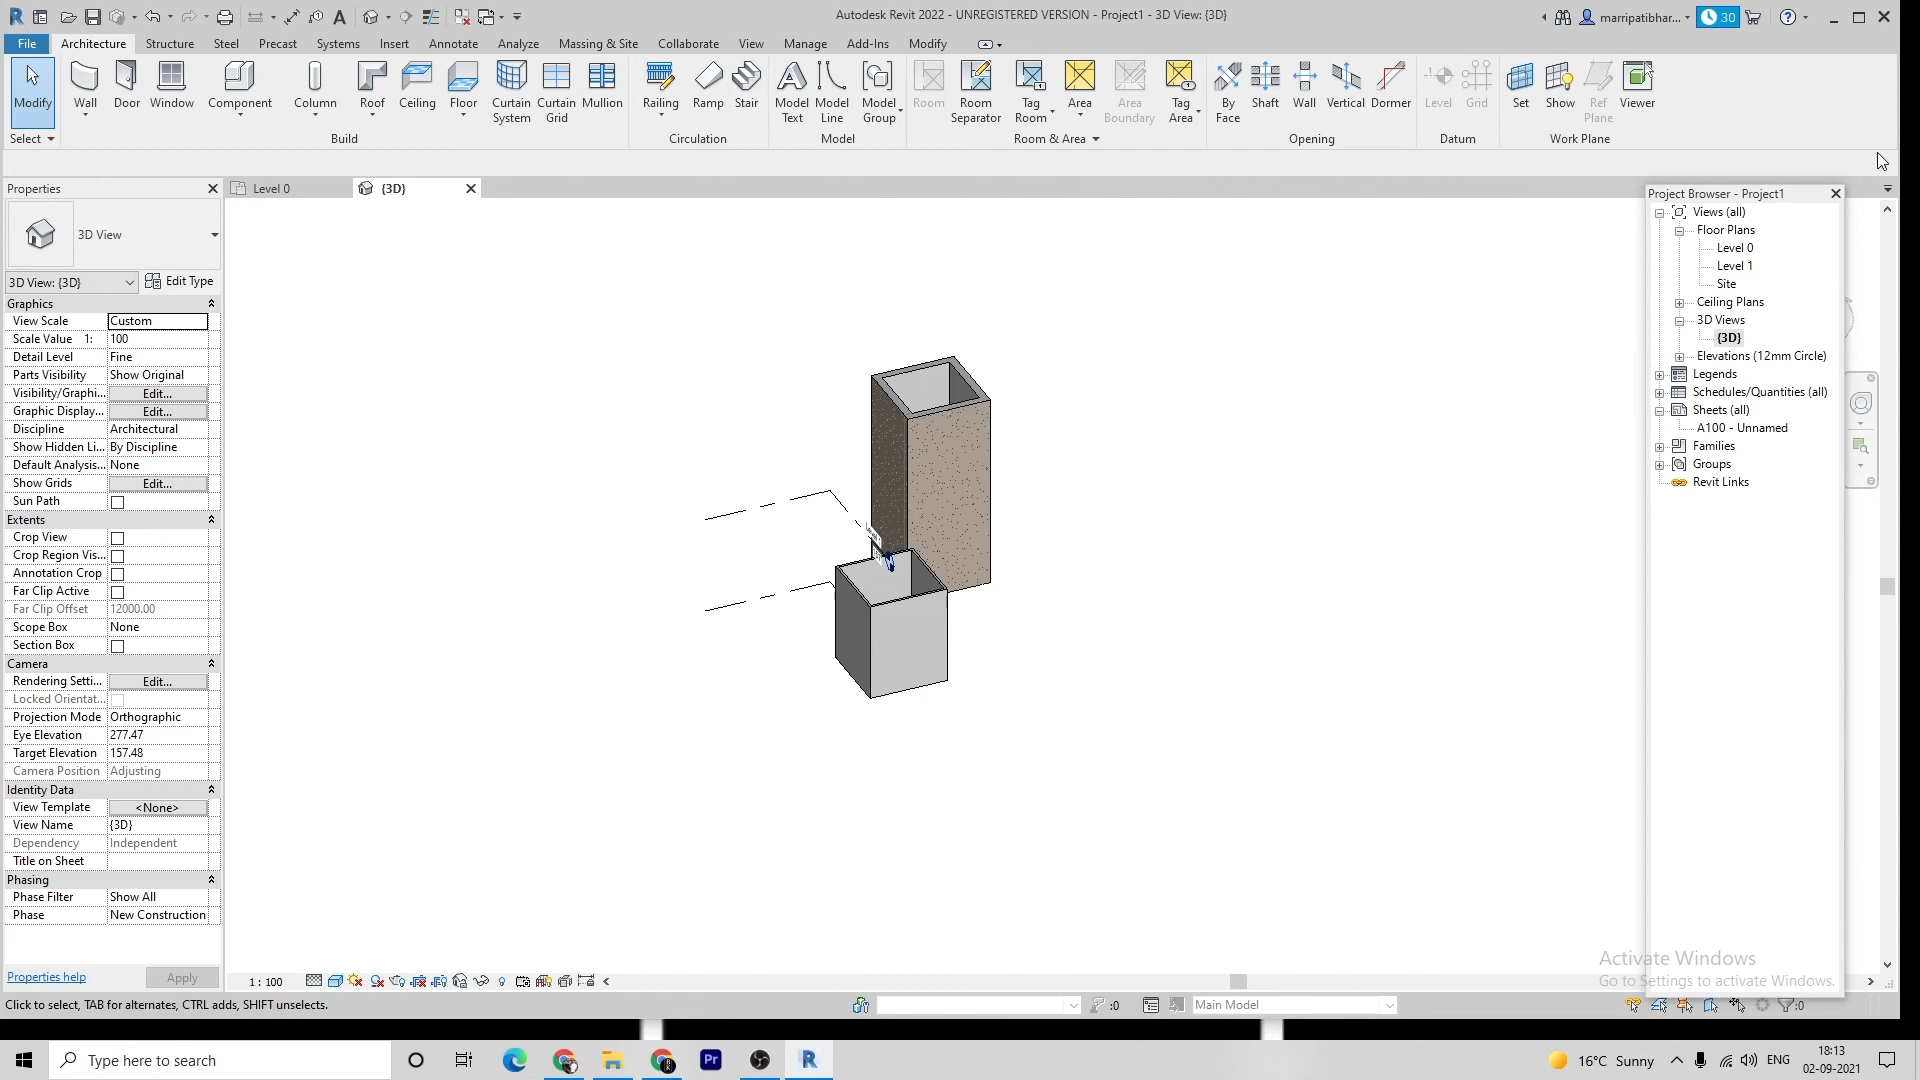 Autodesk Revit 2022 - UNREGISTERED VERSION - Project1 - 3D View: {3D}
marripatibhar...
30
File Architecture Structure Steel Precast Systems Insert Annotate Analyze Massing & Site Collaborate View Manage Add-Ins Modify
Modify Wall Door Window Component Column Roof Ceiling Floor Curtain System Curtain Grid Mullion Railing Ramp Stair Model Text Model Line Model Group Room Room Separator Tag Room Area Area Boundary Tag Area By Face Shaft Wall Vertical Dormer Level Grid Set Show Ref Plane Viewer
Select Build Circulation Model Room & Area Opening Datum Work Plane
Properties
Level 0
{3D}
3D View
3D View: {3D} Edit Type
Graphics
View Scale Custom
Scale Value 1: 100
Detail Level Fine
Parts Visibility Show Original
Visibility/Graphi... Edit...
Graphic Display... Edit...
Discipline Architectural
Show Hidden Li... By Discipline
Default Analysis... None
Show Grids Edit...
Sun Path
Extents
Crop View
Crop Region Vis...
Annotation Crop
Far Clip Active
Far Clip Offset 12000.00
Scope Box None
Section Box
Camera
Rendering Setti... Edit...
Locked Orientat...
Projection Mode Orthographic
Eye Elevation 277.47
Target Elevation 157.48
Camera Position Adjusting
Identity Data
View Template <None>
View Name {3D}
Dependency Independent
Title on Sheet
Phasing
Phase Filter Show All
Phase New Construction
Properties help Apply
Project Browser - Project1
Views (all)
Floor Plans
Level 0
Level 1
Site
Ceiling Plans
3D Views
{3D}
Elevations (12mm Circle)
Legends
Schedules/Quantities (all)
Sheets (all)
A100 - Unnamed
Families
Groups
Revit Links
Activate Windows
Go to Settings to activate Windows.
1 : 100
Click to select, TAB for alternates, CTRL adds, SHIFT unselects.
:0
Main Model
:0
Type here to search
Pr
R
16°C Sunny
ENG
18:13
02-09-2021